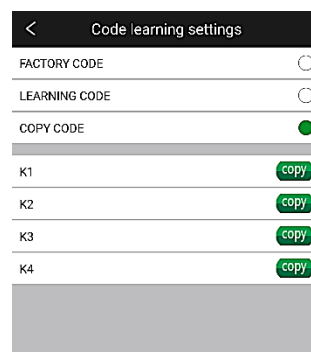 Code learning settings
FACTORY CODE
LEARNING CODE
COPY CODE
K1 copy
K2 copy
K3 copy
K4 copy